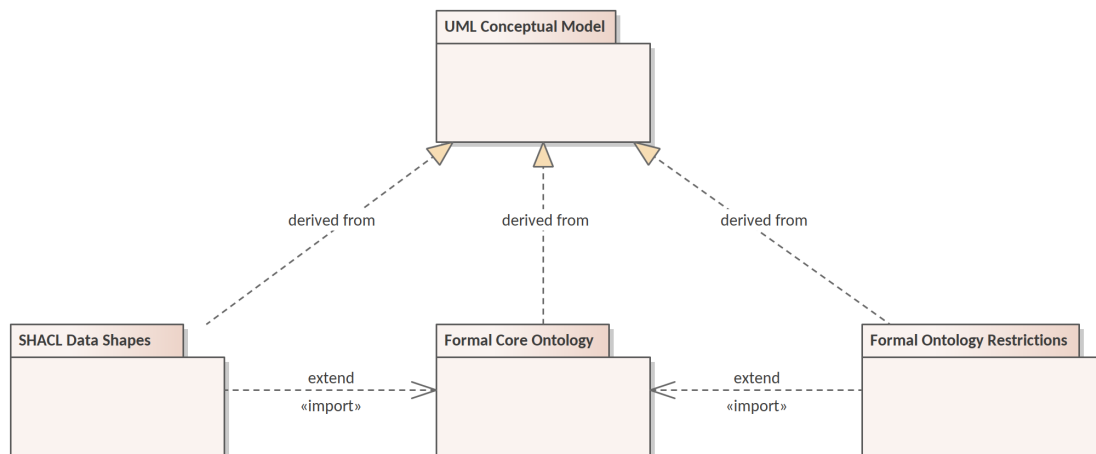 UML Conceptual Model
derived from
derived from
derived from
SHACL Data Shapes
Formal Core Ontology
Formal Ontology Restrictions
extend
«import»
extend
«import»